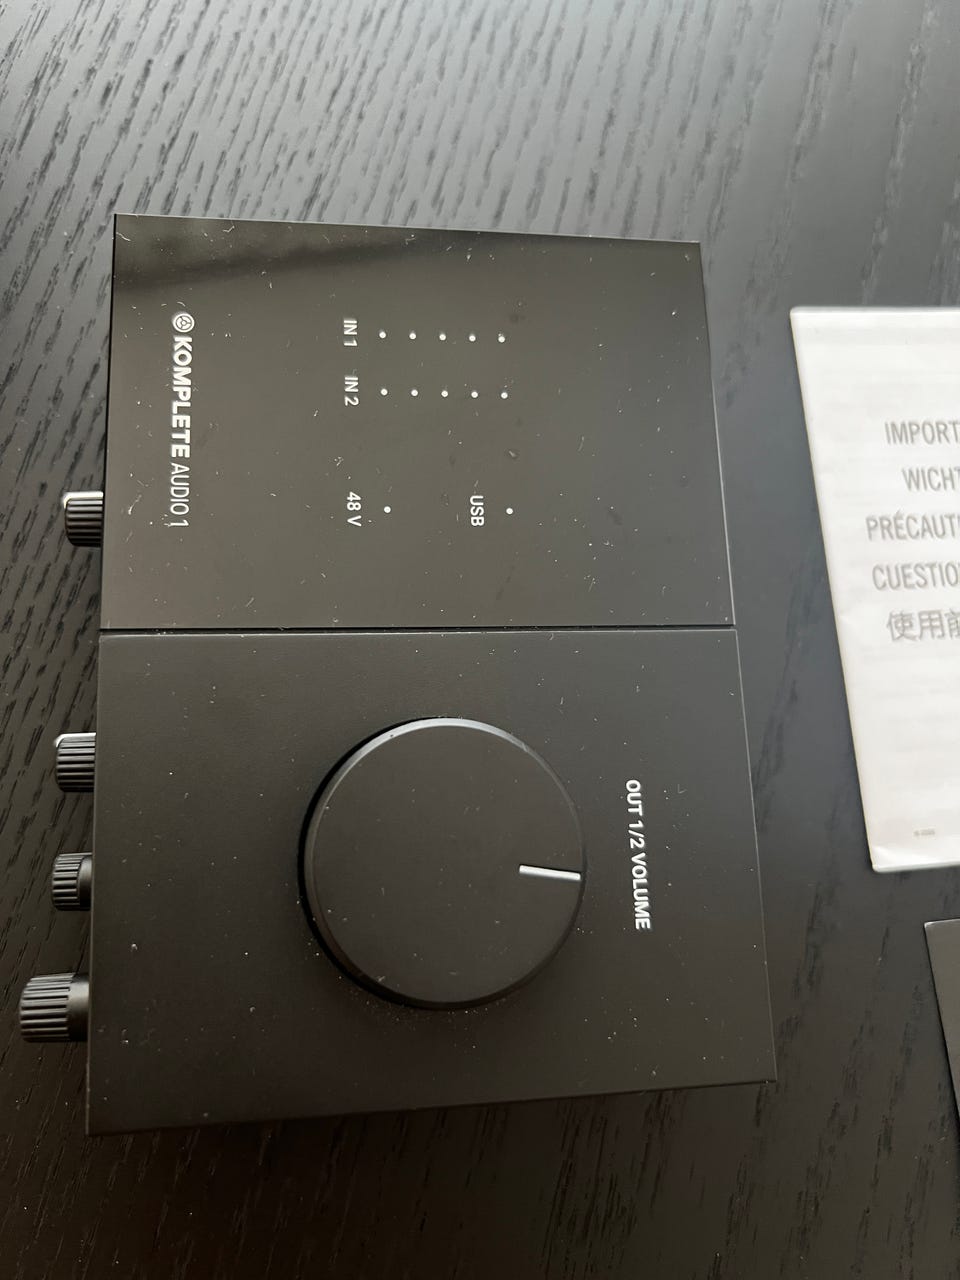 IN 1
IN 2
48 V
USB
KOMPLETE AUDIO 1
OUT 1/2 VOLUME
IMPORT
WICHT
PRÉCAUT
CUESTIO
使用前